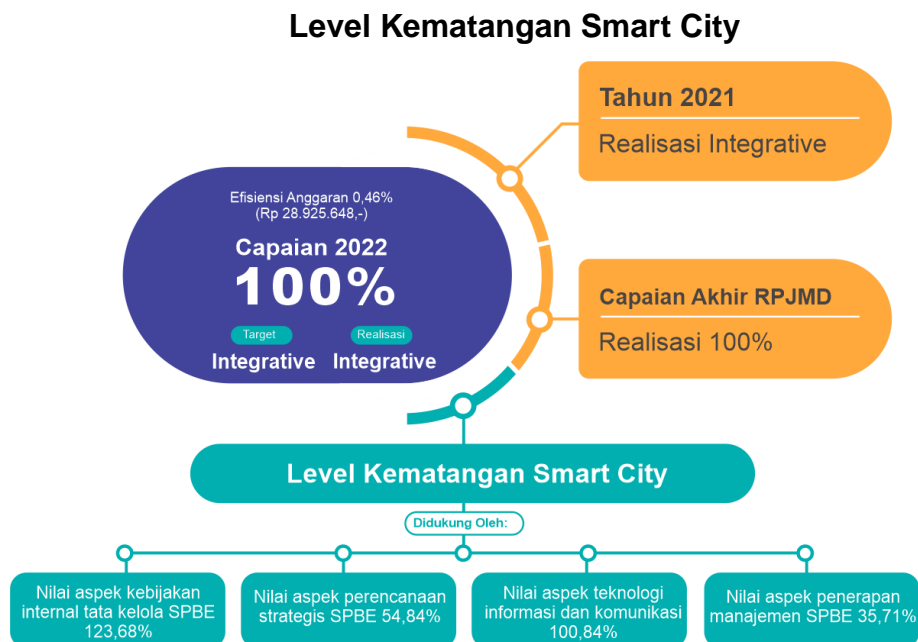 Level Kematangan Smart City
Tahun 2021
Realisasi Integrative
Efisiensi Anggaran 0,46%
(Rp 28.925.648,-)
Capaian 2022
100%
Target
Realisasi
Integrative
Integrative
Capaian Akhir RPJMD
Realisasi 100%
Level Kematangan Smart City
Didukung Oleh:
Nilai aspek kebijakan
internal tata kelola SPBE
123,68%
Nilai aspek perencanaan
strategis SPBE 54,84%
Nilai aspek teknologi
informasi dan komunikasi
100,84%
Nilai aspek penerapan
manajemen SPBE 35,71%